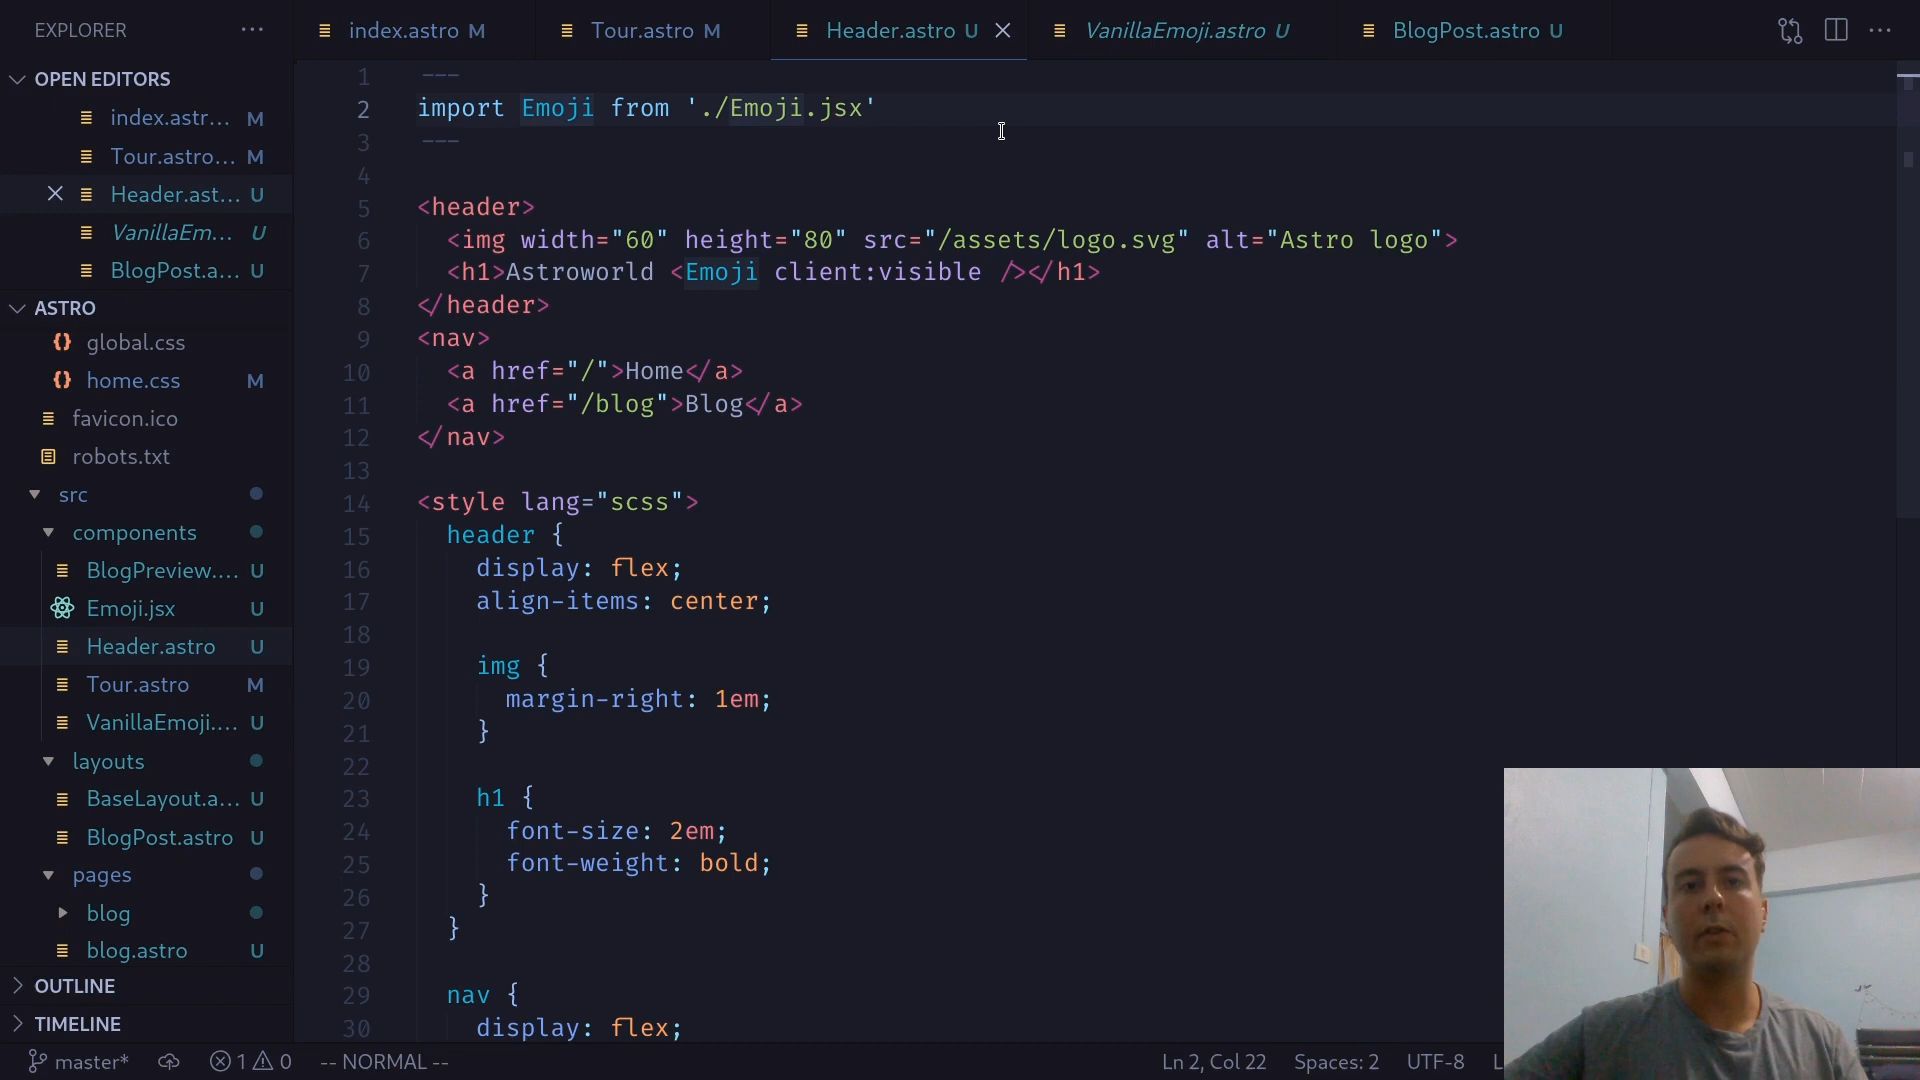 EXPLORER
index.astro M
Tour.astro M
Header.astro U
VanillaEmoji.astro U
BlogPost.astro U
OPEN EDITORS
index.astr... M
Tour.astro... M
Header.ast... U
VanillaEm... U
BlogPost.a... U
ASTRO
global.css
home.css M
favicon.ico
robots.txt
src
components
BlogPreview.... U
Emoji.jsx U
Header.astro U
Tour.astro M
VanillaEmoji.... U
layouts
BaseLayout.a... U
BlogPost.astro U
pages
blog
blog.astro U
OUTLINE
TIMELINE
1 ---
2 import Emoji from './Emoji.jsx'
3 ---
4
5 <header>
6 <img width="60" height="80" src="/assets/logo.svg" alt="Astro logo">
7 <h1>Astroworld <Emoji client:visible /></h1>
8 </header>
9 <nav>
10 <a href="/">Home</a>
11 <a href="/blog">Blog</a>
12 </nav>
13
14 <style lang="scss">
15 header {
16 display: flex;
17 align-items: center;
18
19 img {
20 margin-right: 1em;
21 }
22
23 h1 {
24 font-size: 2em;
25 font-weight: bold;
26 }
27 }
28
29 nav {
30 display: flex;
master* 1 0 -- NORMAL -- Ln 2, Col 22 Spaces: 2 UTF-8 L